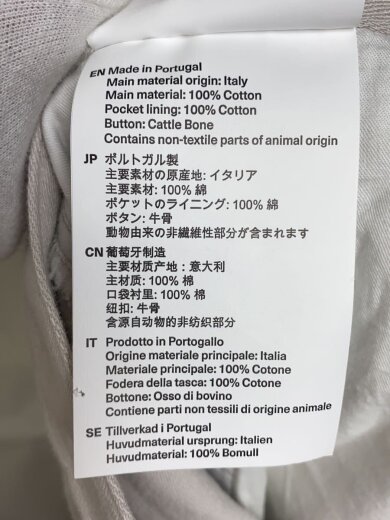 EN Made in Portugal
Main material origin: Italy
Main material: 100% Cotton
Pocket lining: 100% Cotton
Button: Cattle Bone
Contains non-textile parts of animal origin
JP ポルトガル製
主要素材の原産地: イタリア
主要素材: 100% 綿
ポケットのライニング: 100% 綿
ボタン: 牛骨
動物由来の非繊維性部分が含まれます
CN 葡萄牙制造
主要材质产地：意大利
主材质: 100% 棉
口袋衬里: 100% 棉
纽扣: 牛骨
含源自动物的非纺织部分
IT Prodotto in Portogallo
Origine materiale principale: Italia
Materiale principale: 100% Cotone
Fodera della tasca: 100% Cotone
Bottone: Osso di bovino
Contiene parti non tessili di origine animale
SE Tillverkad i Portugal
Huvudmaterial ursprung: Italien
Huvudmaterial: 100% Bomull